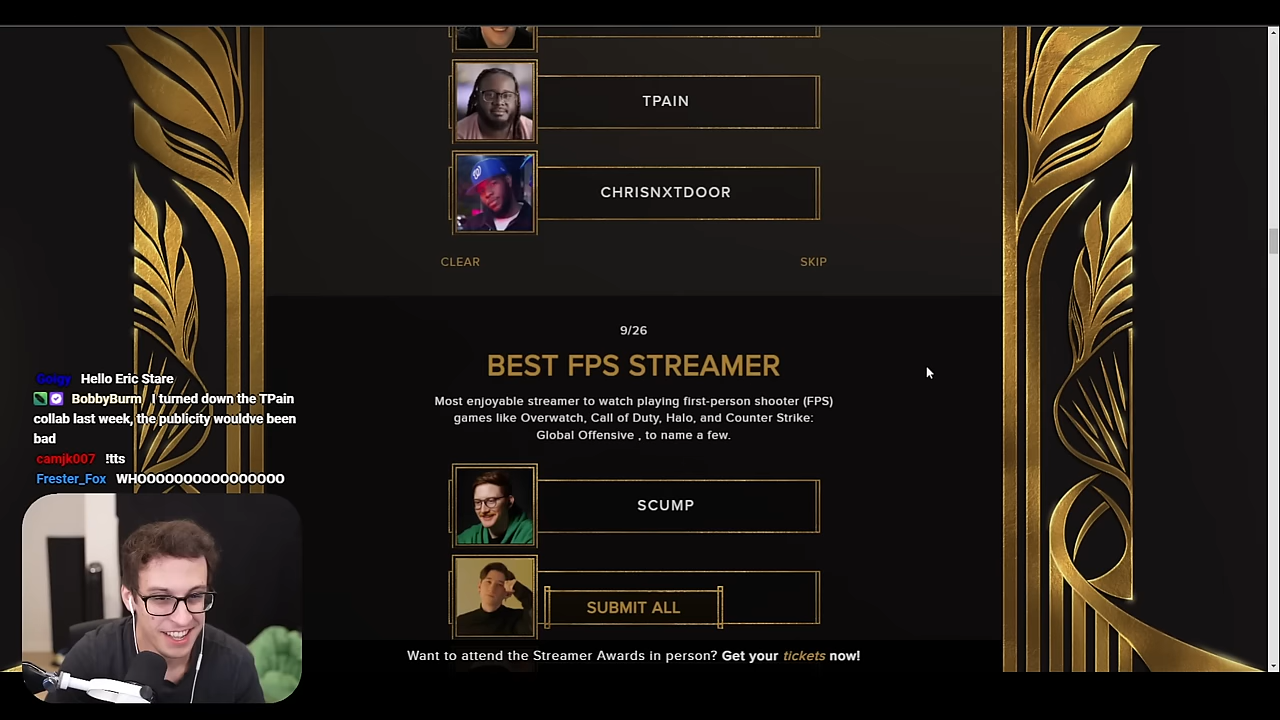 TPAIN
CHRISNXTDOOR
CLEAR
SKIP
9/26
BEST FPS STREAMER
Most enjoyable streamer to watch playing first-person shooter (FPS)
games like Overwatch, Call of Duty, Halo, and Counter Strike:
Global Offensive , to name a few.
SCUMP
SUBMIT ALL
Want to attend the Streamer Awards in person? Get your tickets now!
Golgy Hello Eric Stare
BobbyBurm I turned down the TPain
collab last week, the publicity wouldve been
bad
camjk007 !tts
Frester_Fox WHOOOOOOOOOOOOOOOO